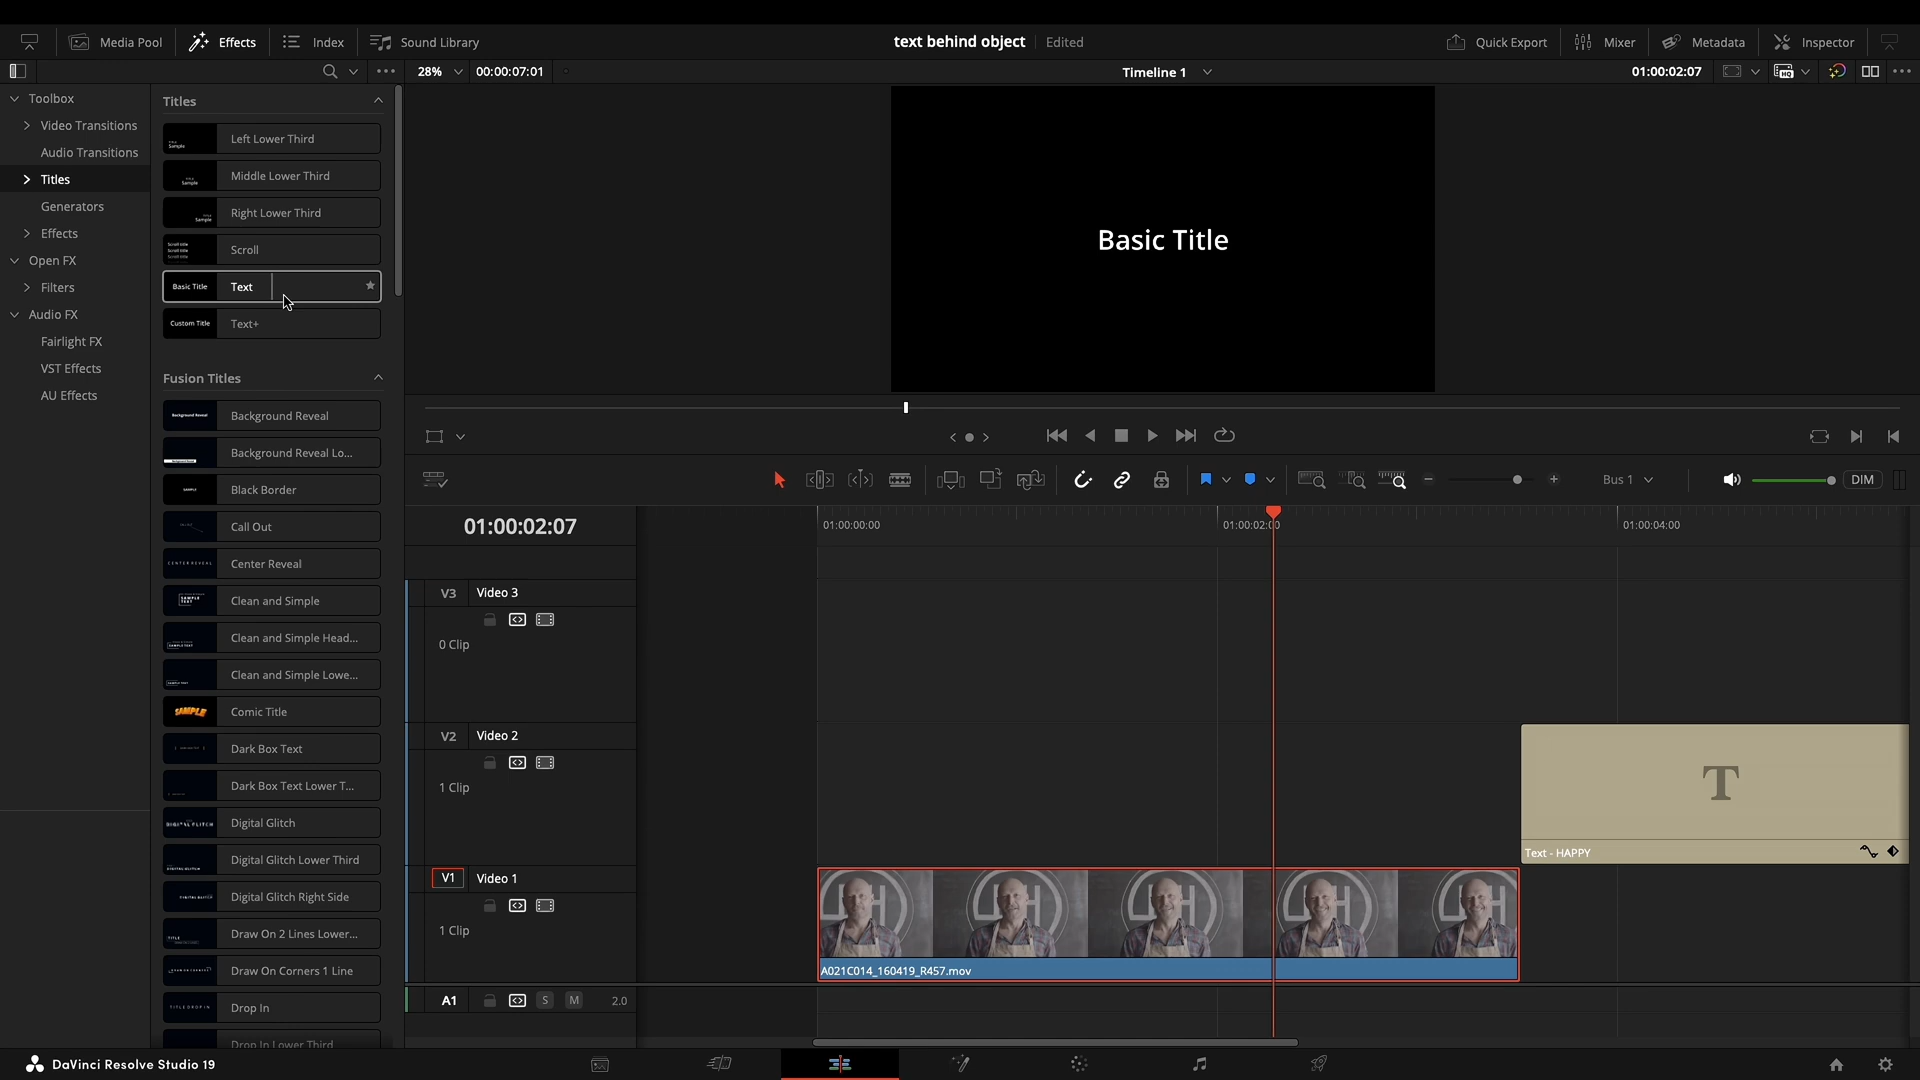 Media Pool
Effects
Index
Sound Library
text behind object
Edited
Quick Export
Mixer
Metadata
Inspector
28%
00:00:07:01
Timeline 1
01:00:02:07
Toolbox
Video Transitions
Audio Transitions
Titles
Generators
Effects
Open FX
Filters
Audio FX
Fairlight FX
VST Effects
AU Effects
Titles
Left Lower Third
Middle Lower Third
Right Lower Third
Scroll
Basic Title
Text
Custom Title
Text+
Fusion Titles
Background Reveal
Background Reveal Lo...
Black Border
Call Out
Center Reveal
Clean and Simple
Clean and Simple Head...
Clean and Simple Lowe...
Comic Title
Dark Box Text
Dark Box Text Lower T...
Digital Glitch
Digital Glitch Lower Third
Digital Glitch Right Side
Draw On 2 Lines Lower...
Draw On Corners 1 Line
Drop In
Drop In Lower Third
Basic Title
Bus 1
DIM
01:00:02:07
01:00:00:00
01:00:02:00
01:00:04:00
V3
Video 3
0 Clip
V2
Video 2
1 Clip
T
Text - HAPPY
V1
Video 1
1 Clip
A021C014_160419_R457.mov
A1
S
M
2.0
DaVinci Resolve Studio 19